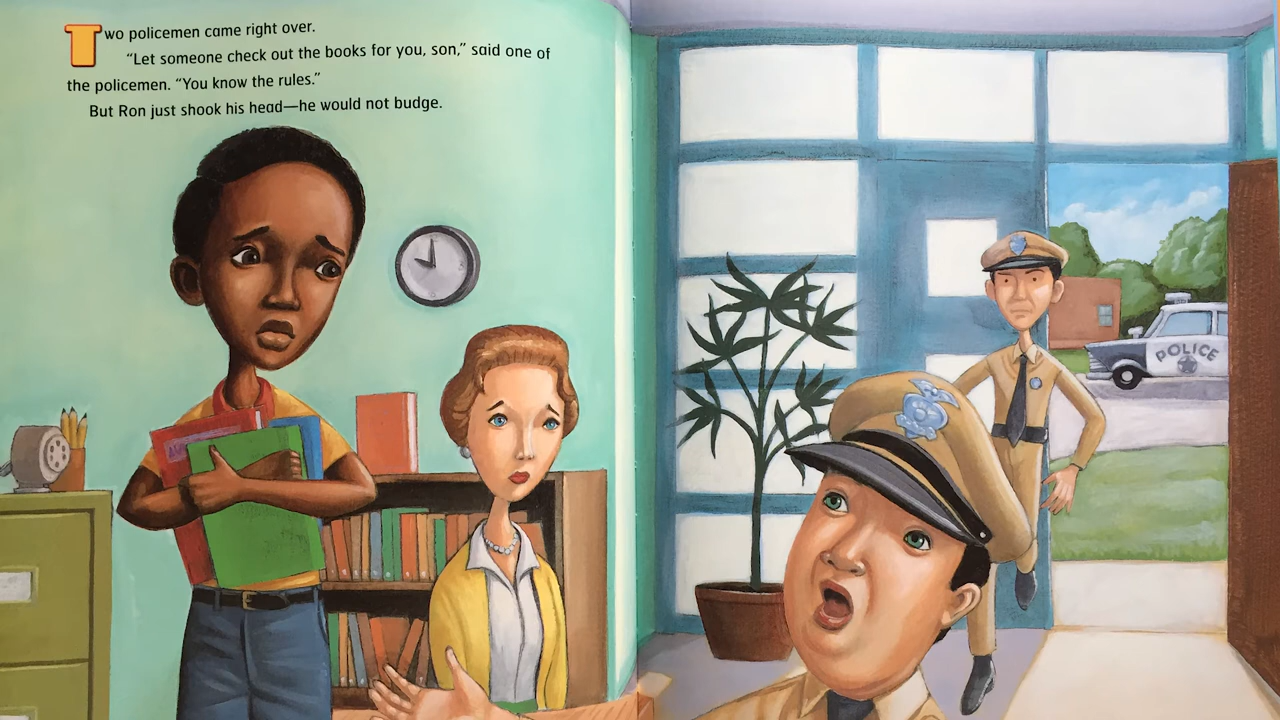 Two policemen came right over.
“Let someone check out the books for you, son,” said one of
the policemen. “You know the rules.”
But Ron just shook his head—he would not budge.
POLICE